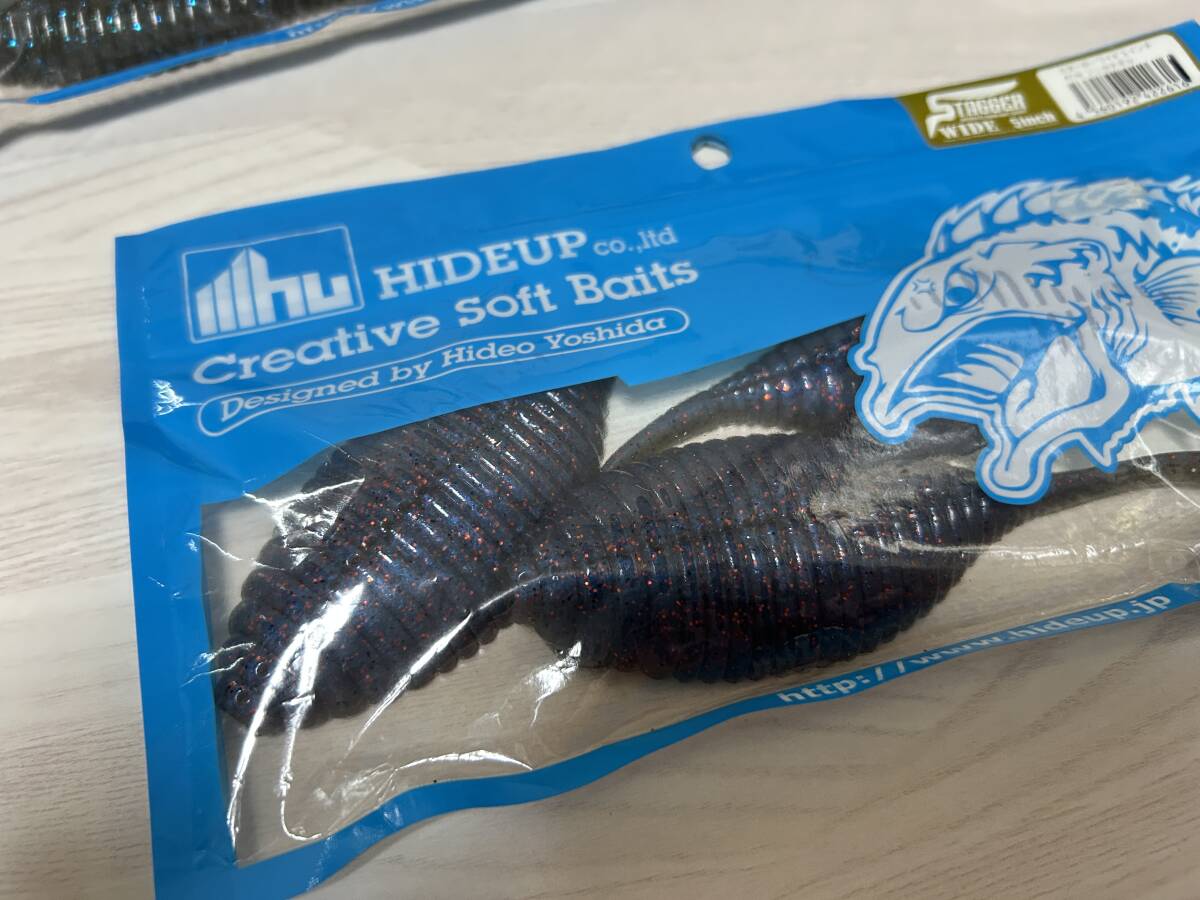 STAGGER
WIDE 5inch
hu
HIDEUP co.,ltd
Creative Soft Baits
Designed by Hideo Yoshida
http://www.hideup.jp